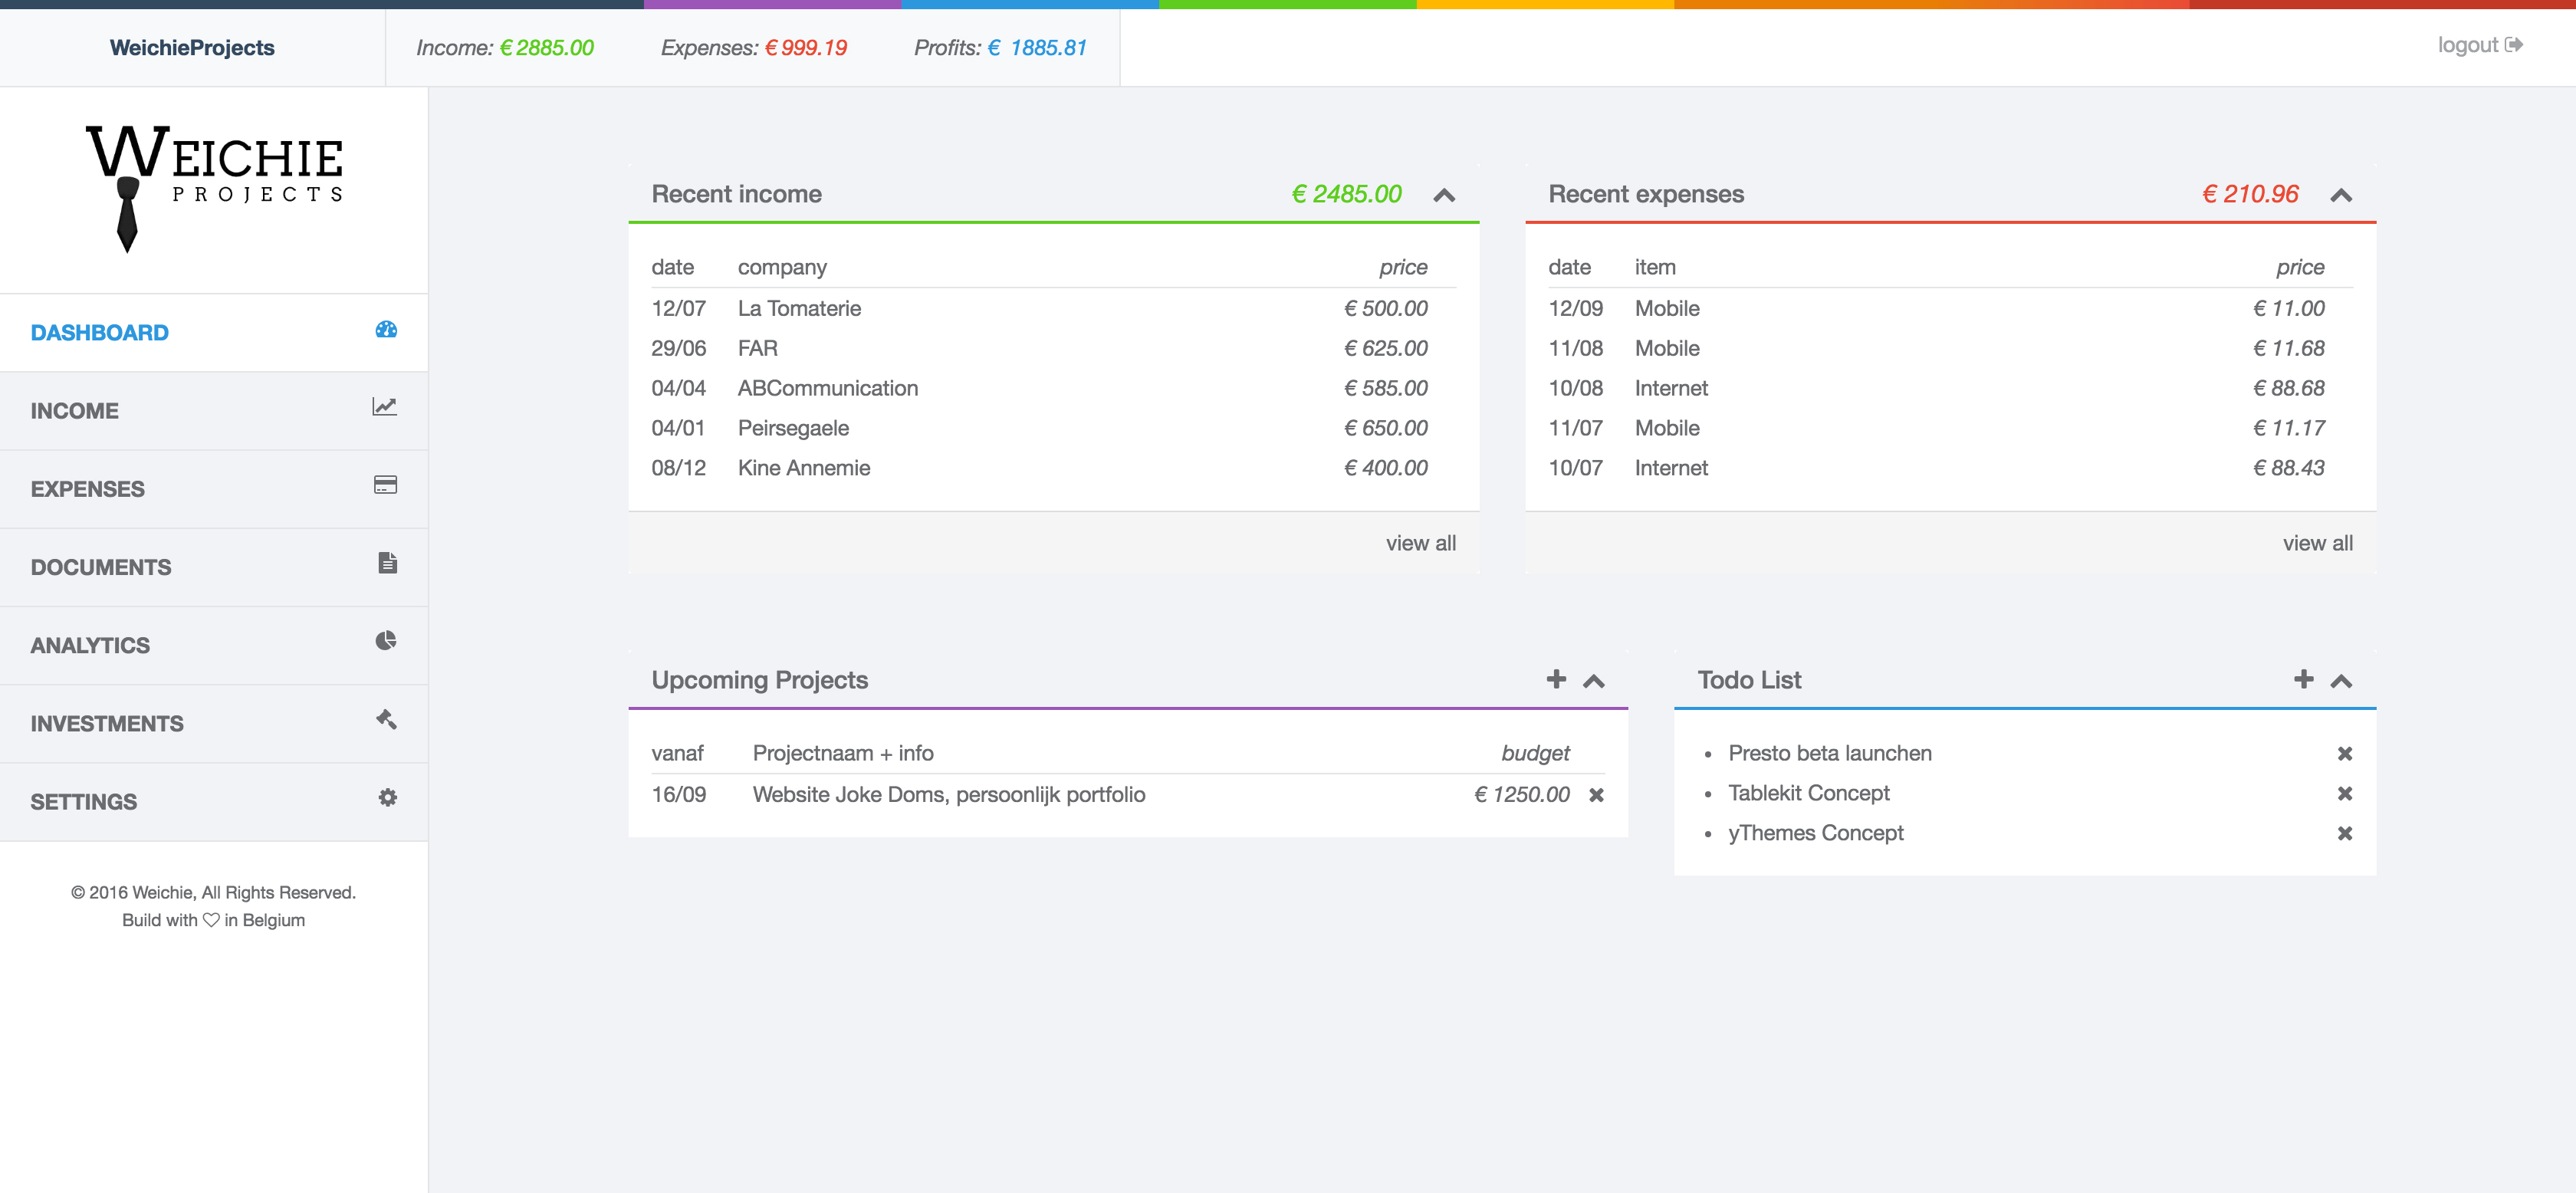 WeichieProjects
Income: € 2885.00 Expenses: € 999.19 Profits: € 1885.81
logout
WEICHIE
PROJECTS
DASHBOARD
INCOME
EXPENSES
DOCUMENTS
ANALYTICS
INVESTMENTS
SETTINGS
© 2016 Weichie, All Rights Reserved.
Build with ♡ in Belgium
Recent income € 2485.00
date company price
12/07 La Tomaterie € 500.00
29/06 FAR € 625.00
04/04 ABCommunication € 585.00
04/01 Peirsegaele € 650.00
08/12 Kine Annemie € 400.00
view all
Recent expenses € 210.96
date item price
12/09 Mobile € 11.00
11/08 Mobile € 11.68
10/08 Internet € 88.68
11/07 Mobile € 11.17
10/07 Internet € 88.43
view all
Upcoming Projects
vanaf Projectnaam + info budget
16/09 Website Joke Doms, persoonlijk portfolio € 1250.00
Todo List
• Presto beta launchen
• Tablekit Concept
• yThemes Concept